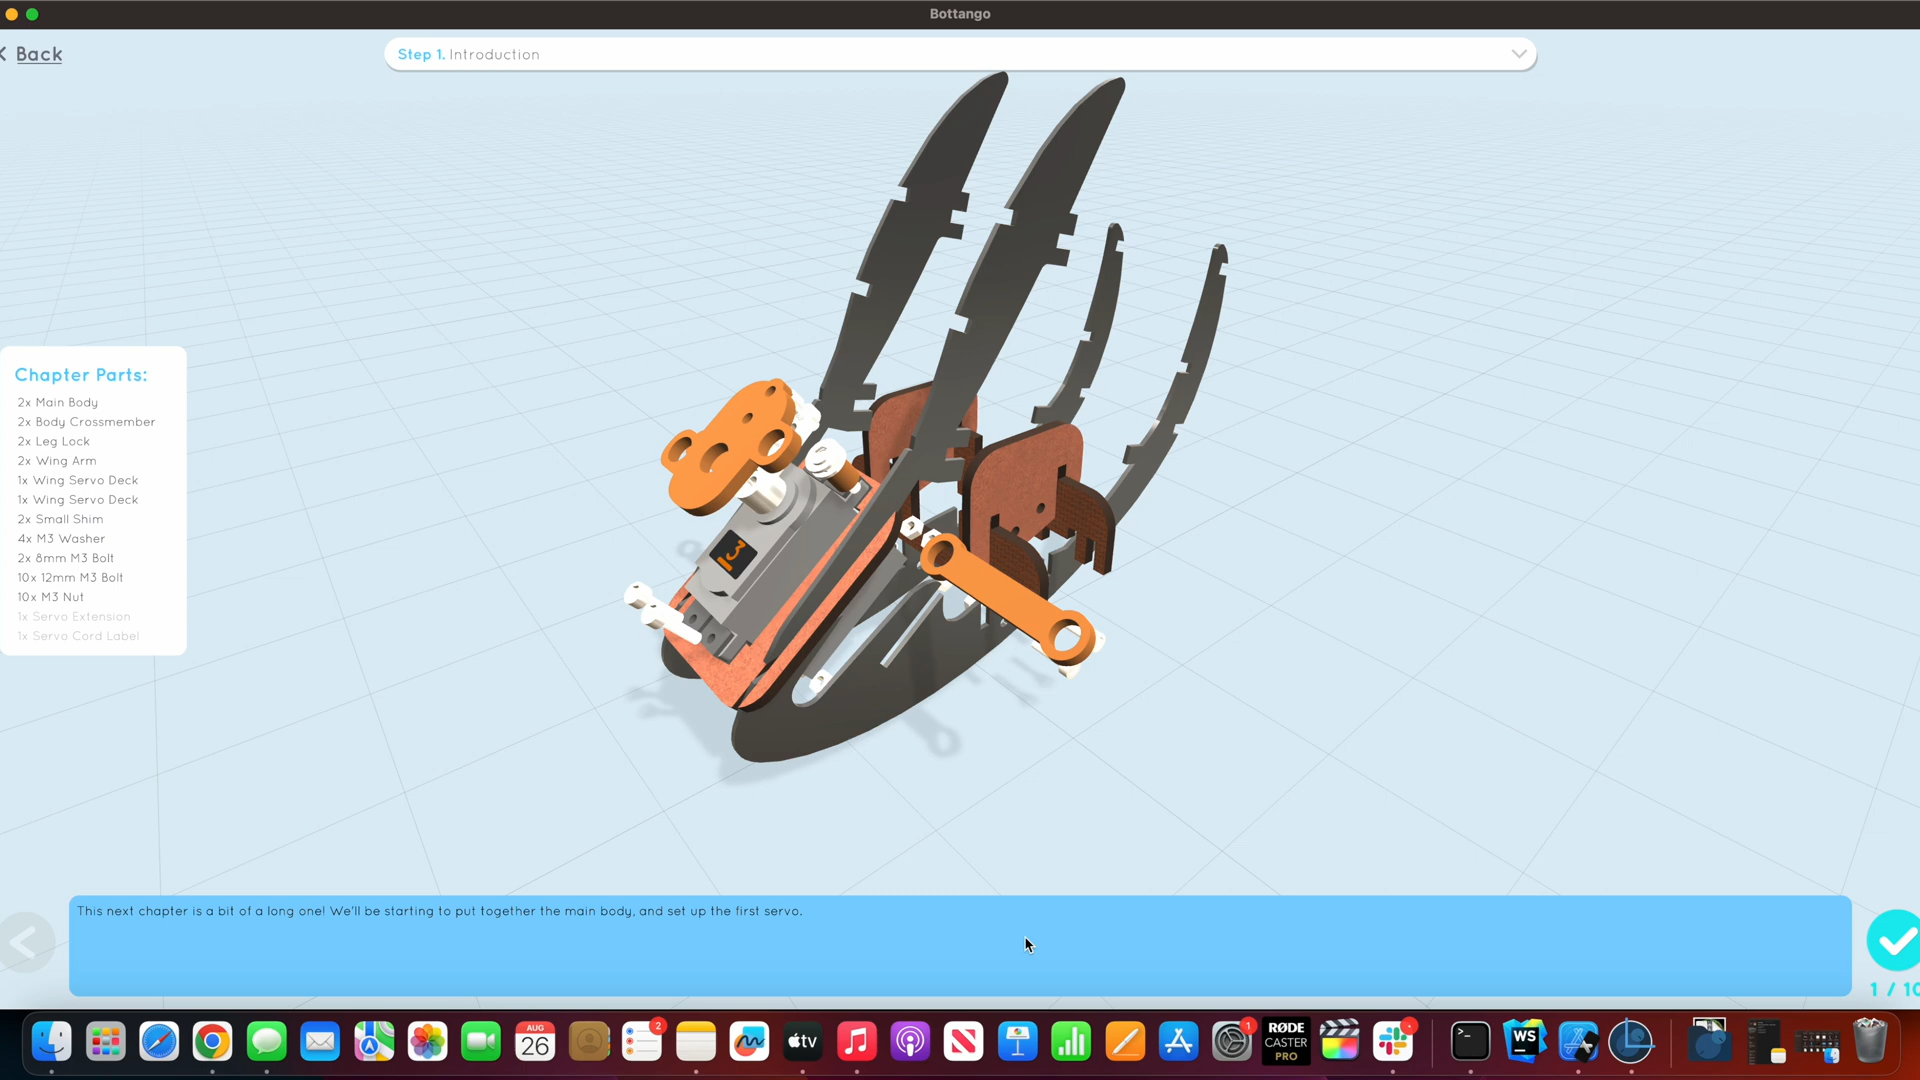 Bottango
Back
Step 1. Introduction
Chapter Parts:
2x Main Body
2x Body Crossmember
2x Leg Lock
2x Wing Arm
1x Wing Servo Deck
1x Wing Servo Deck
2x Small Shim
4x M3 Washer
2x 8mm M3 Bolt
10x 12mm M3 Bolt
10x M3 Nut
1x Servo Extension
1x Servo Cord Label
13
This next chapter is a bit of a long one! We'll be starting to put together the main body, and set up the first servo.
1 / 10
AUG
26
2
tv
1
RØDE
CASTER
PRO
>_
WS